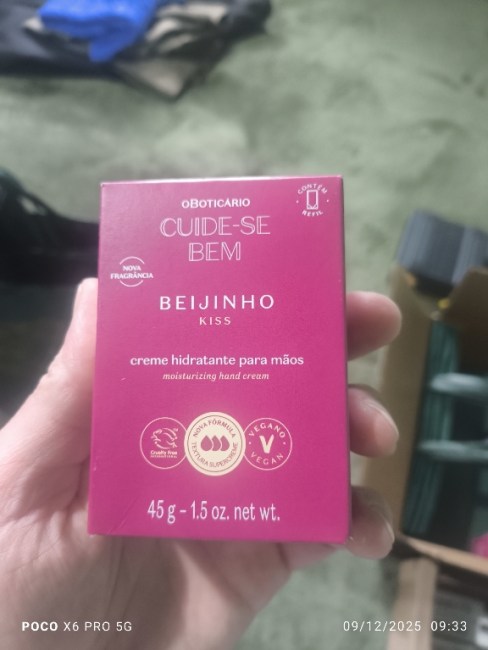 oBOTICÁRIO
CONTÉM
REFIL
CUIDE-SE
BEM
NOVA
FRAGRÂNCIA
BEIJINHO
KISS
creme hidratante para mãos
moisturizing hand cream
Cruelty free
INTERNATIONAL
NOVA FÓRMULA
TEXTURA SUPERCREME
VEGANO
V
VEGAN
45 g - 1.5 oz. net wt.
POCO X6 PRO 5G
09/12/2025 09:33